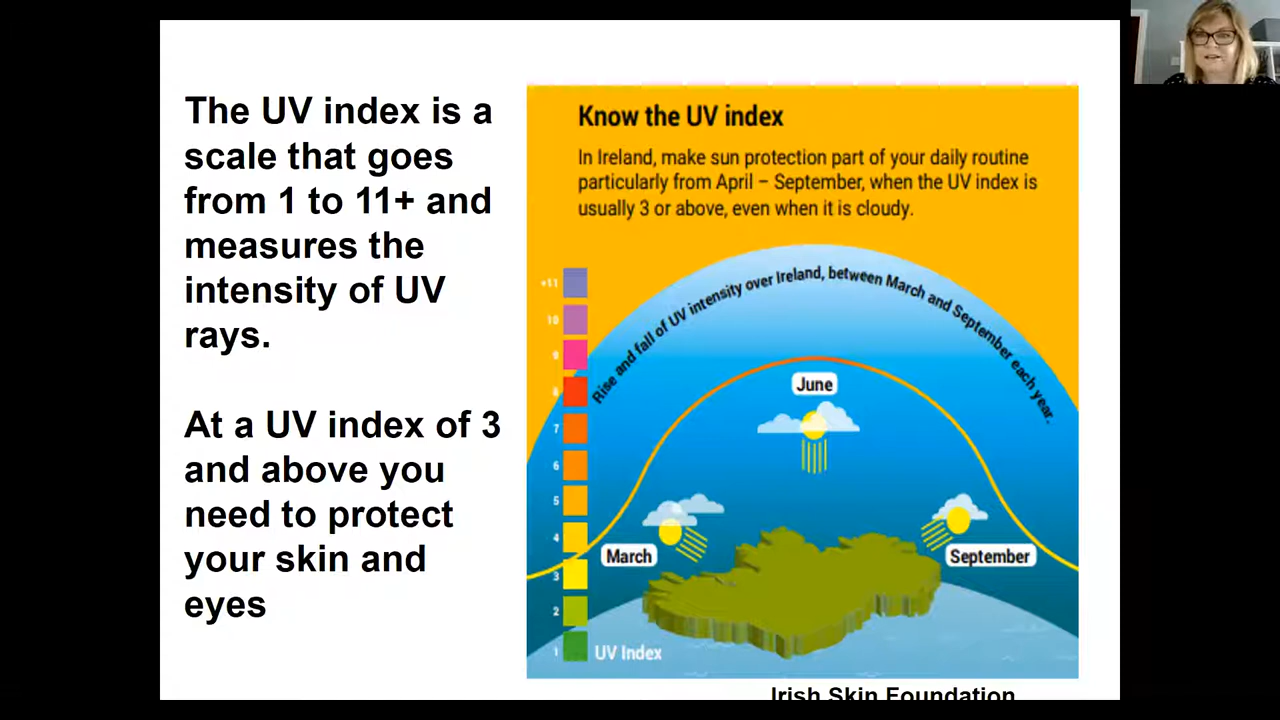 The UV index is a
scale that goes
from 1 to 11+ and
measures the
intensity of UV
rays.
At a UV index of 3
and above you
need to protect
your skin and
eyes
Know the UV index
In Ireland, make sun protection part of your daily routine
particularly from April – September, when the UV index is
usually 3 or above, even when it is cloudy.
Rise and fall of UV intensity over Ireland, between March and September each year.
+11
10
9
8
7
6
5
4
3
2
1
June
March
September
UV Index
Irish Skin Foundation